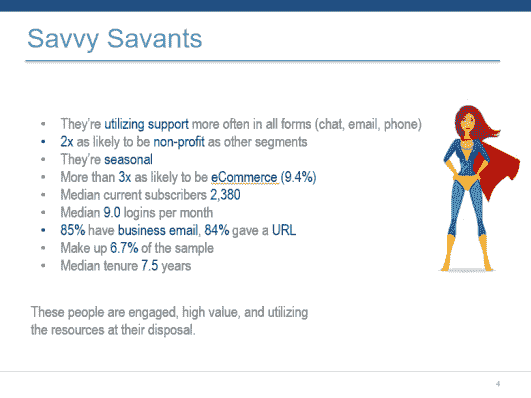 Savvy Savants
• They're utilizing support more often in all forms (chat, email, phone)
• 2x as likely to be non-profit as other segments
• They're seasonal
• More than 3x as likely to be eCommerce (9.4%)
• Median current subscribers 2,380
• Median 9.0 logins per month
• 85% have business email, 84% gave a URL
• Make up 6.7% of the sample
• Median tenure 7.5 years
These people are engaged, high value, and utilizing
the resources at their disposal.
4